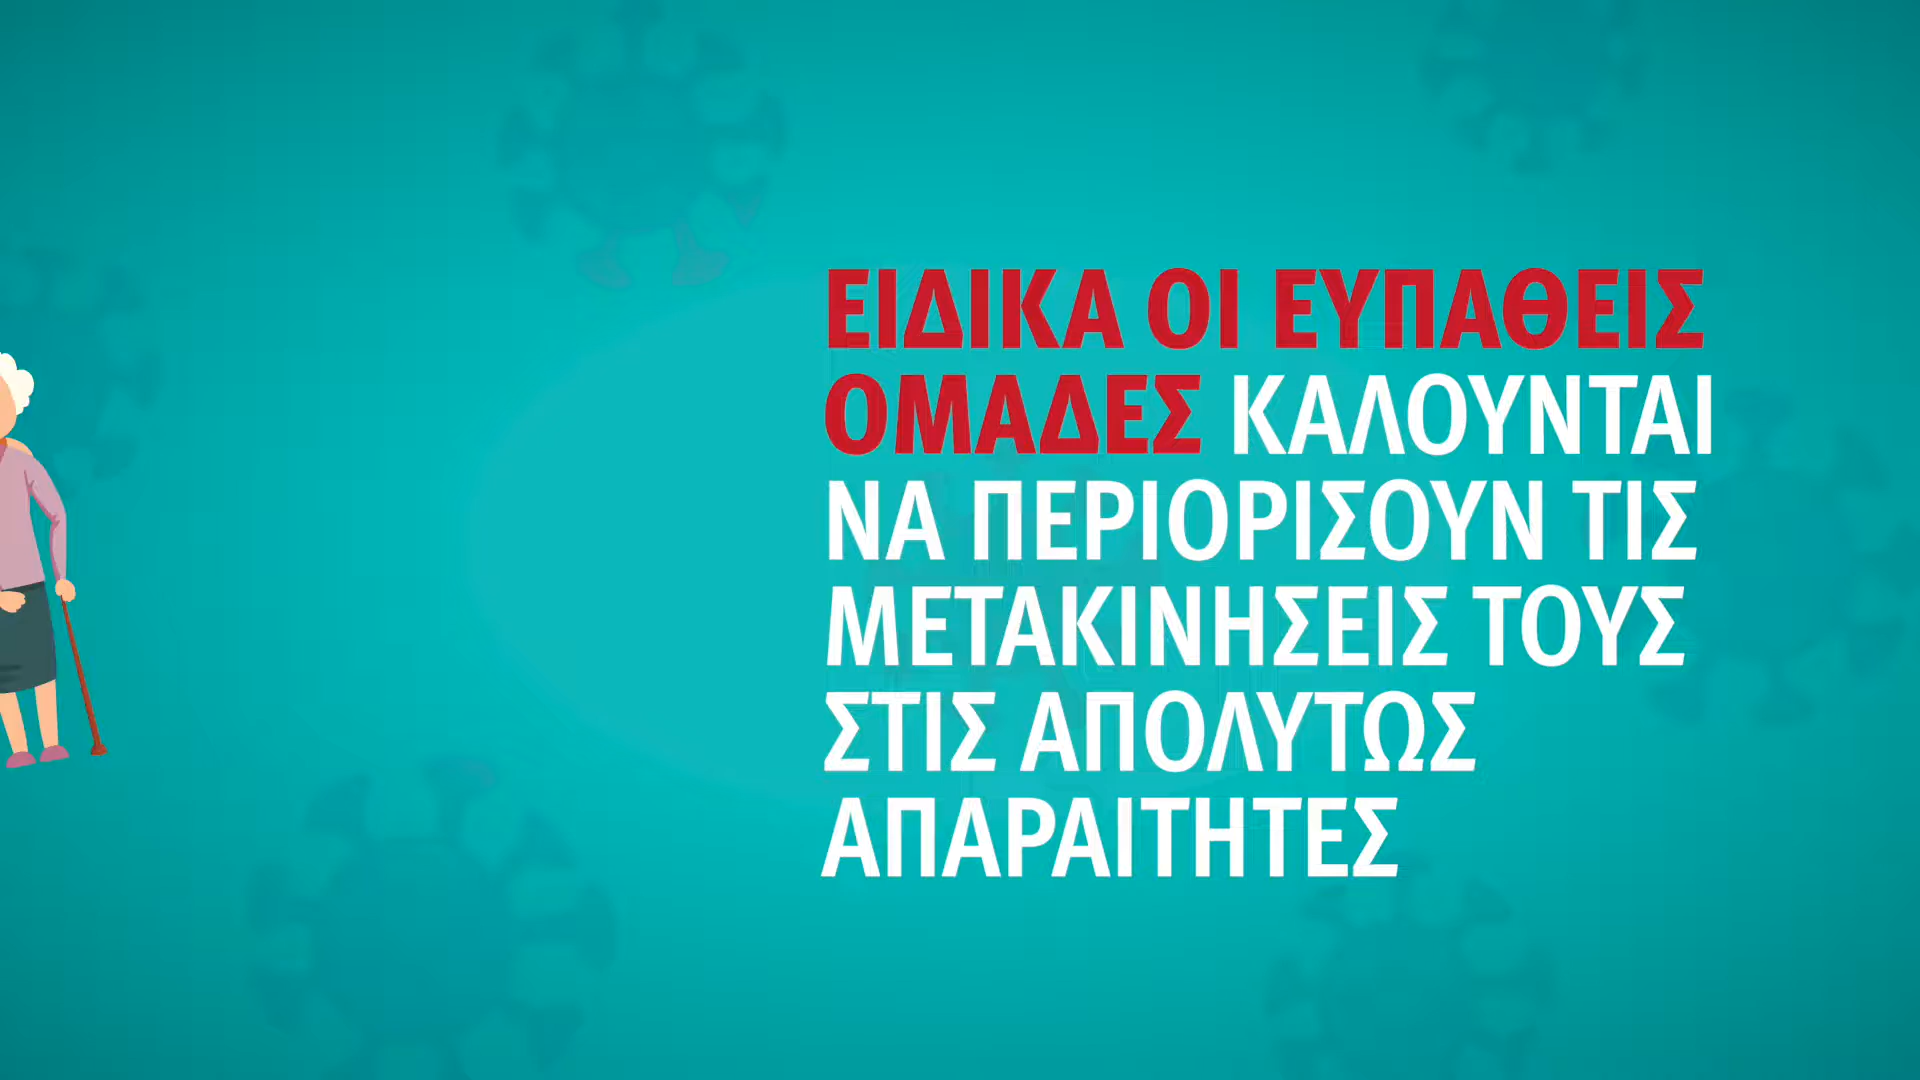 ΕΙΔΙΚΑ ΟΙ ΕΥΠΑΘΕΙΣ
ΟΜΑΔΕΣ ΚΑΛΟΥΝΤΑΙ
ΝΑ ΠΕΡΙΟΡΙΣΟΥΝ ΤΙΣ
ΜΕΤΑΚΙΝΗΣΕΙΣ ΤΟΥΣ
ΣΤΙΣ ΑΠΟΛΥΤΩΣ
ΑΠΑΡΑΙΤΗΤΕΣ